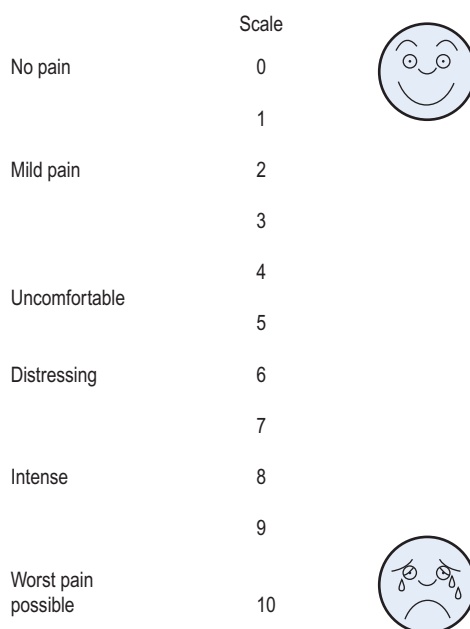 Scale
No pain 0
1
Mild pain 2
3
4
Uncomfortable
5
Distressing 6
7
Intense 8
9
Worst pain
possible 10